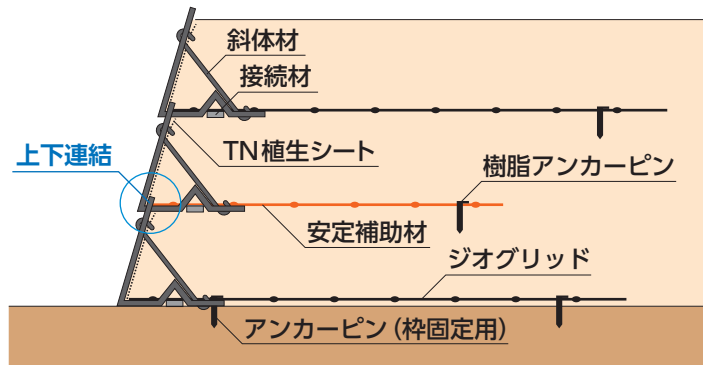 斜体材
接続材
TN植生シート
上下連結
樹脂アンカーピン
安定補助材
ジオグリッド
アンカーピン(枠固定用)